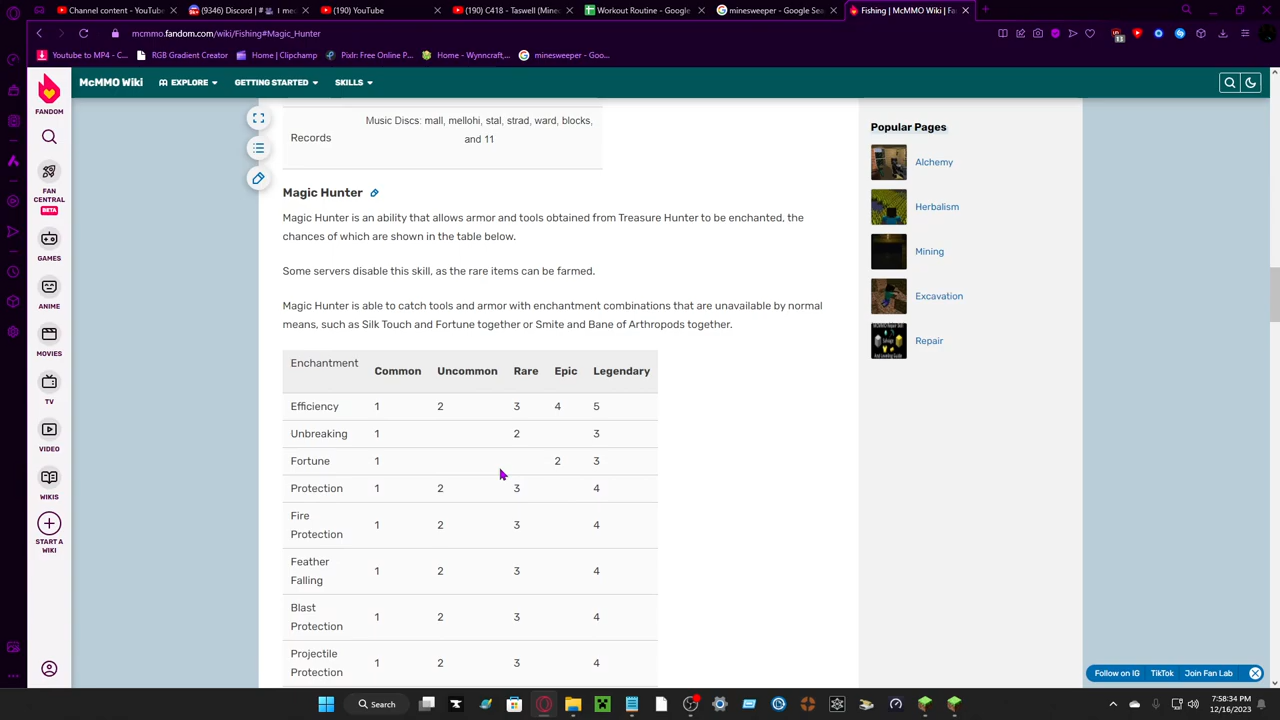 Channel content - YouTube
(9346) Discord | #
I med
(190) YouTube
(190) C418 - Taswell (Mine
Workout Routine - Google
minesweeper - Google Se
Fishing | McMMO Wiki | Fa
mcmmo.fandom.com/wiki/Fishing#Magic_Hunter
Youtube to MP4 - C...
RGB Gradient Creator
Home | Clipchamp
Pixlr: Free Online P...
Home - Wynncraft,...
minesweeper - Goo...
McMMO Wiki
EXPLORE
GETTING STARTED
SKILLS
FANDOM
FAN
CENTRAL
BETA
GAMES
ANIME
MOVIES
TV
VIDEO
WIKIS
START A
WIKI
Records
Music Discs: mall, mellohi, stal, strad, ward, blocks,
and 11
Magic Hunter
Magic Hunter is an ability that allows armor and tools obtained from Treasure Hunter to be enchanted, the
chances of which are shown in the table below.
Some servers disable this skill, as the rare items can be farmed.
Magic Hunter is able to catch tools and armor with enchantment combinations that are unavailable by normal
means, such as Silk Touch and Fortune together or Smite and Bane of Arthropods together.
Enchantment Common Uncommon Rare Epic Legendary
Efficiency 1 2 3 4 5
Unbreaking 1 2 3
Fortune 1 2 3
Protection 1 2 3 4
Fire
Protection 1 2 3 4
Feather
Falling 1 2 3 4
Blast
Protection 1 2 3 4
Projectile
Protection 1 2 3 4
Popular Pages
Alchemy
Herbalism
Mining
Excavation
Repair
Follow on IG
TikTok
Join Fan Lab
Search
7:58:34 PM
12/16/2023